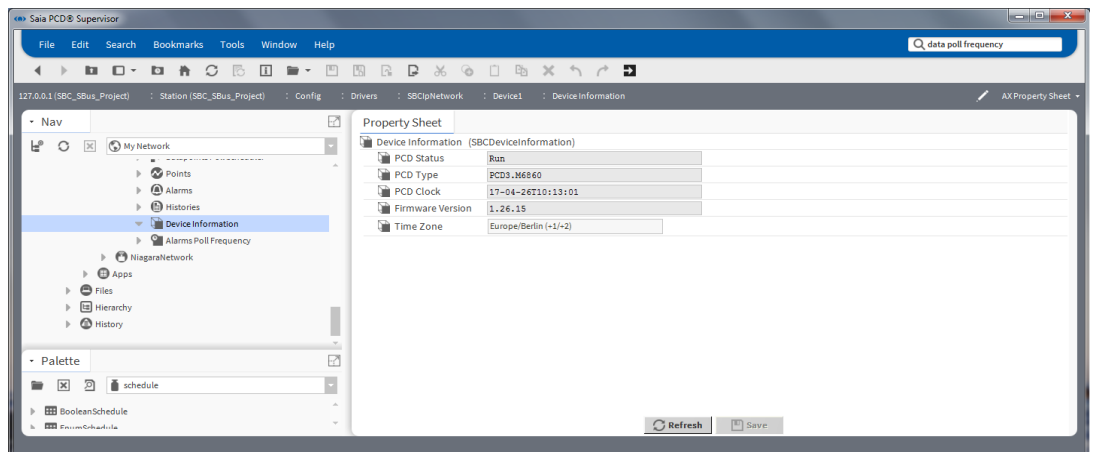 Saia PCD® Supervisor
File Edit Search Bookmarks Tools Window Help
data poll frequency
127.0.0.1 (SBC_SBus_Project) : Station (SBC_SBus_Project) : Config : Drivers : SBCIpNetwork : Device1 : Device Information
AX Property Sheet
Nav
My Network
Points
Alarms
Histories
Device Information
Alarms Poll Frequency
NiagaraNetwork
Apps
Files
Hierarchy
History
Palette
schedule
BooleanSchedule
EnumSchedule
Property Sheet
Device Information (SBCDeviceInformation)
PCD Status Run
PCD Type PCD3.M6860
PCD Clock 17-04-26T10:13:01
Firmware Version 1.26.15
Time Zone Europe/Berlin (+1/+2)
Refresh Save